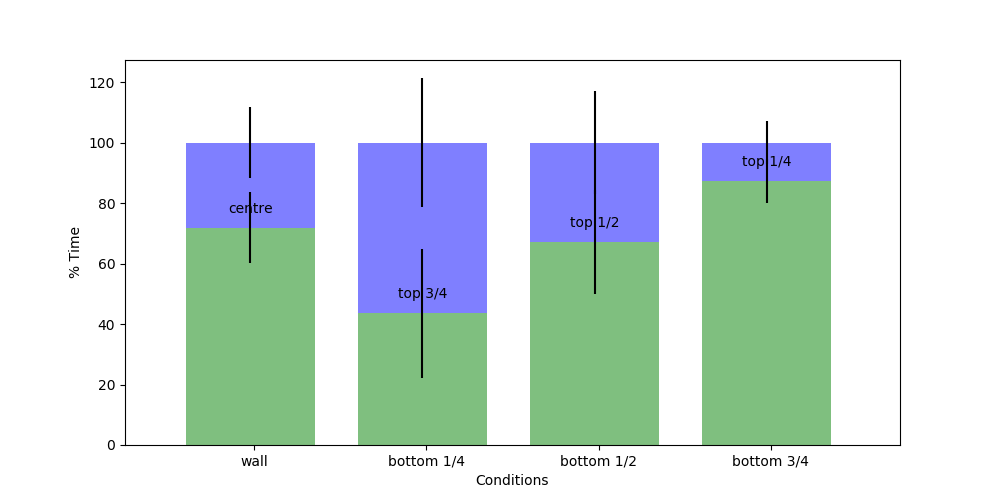 120
100
80
60
40
20
0
% Time
centre
top 3/4
top 1/2
top 1/4
wall
bottom 1/4
bottom 1/2
bottom 3/4
Conditions